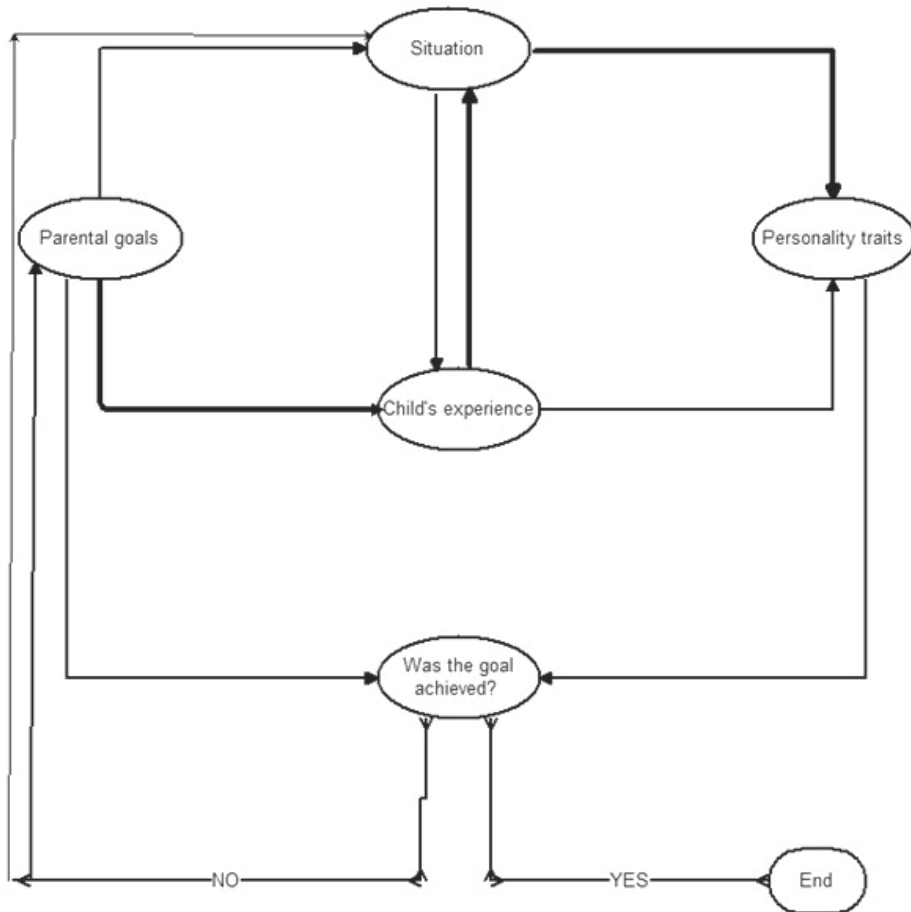 Situation
Parental goals
Personality traits
Child's experience
Was the goal
achieved?
NO
YES
End